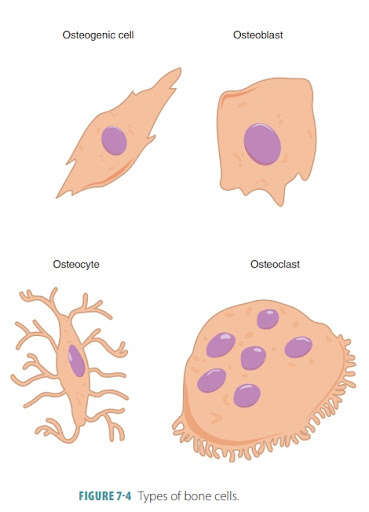 Osteogenic cell
Osteoblast
Osteocyte
Osteoclast
FIGURE 7-4 Types of bone cells.